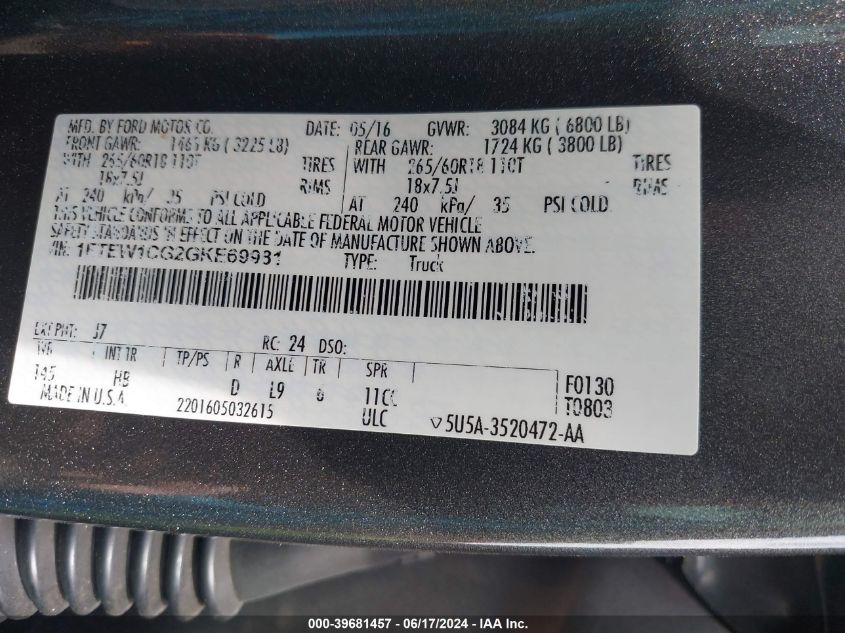 MFD. BY FORD MOTOR CO. DATE: 05/16 GVWR: 3084 KG ( 6800 LB)
FRONT GAWR: 1463 KG ( 3225 LB) REAR GAWR: 1724 KG ( 3800 LB)
WITH 265/60R18 110T TIRES WITH 265/60R18 110T TIRES
18x7.5J RIMS 18x7.5J RIMS
AT 240 kPa/ 35 PSI COLD AT 240 kPa/ 35 PSI COLD
THIS VEHICLE CONFORMS TO ALL APPLICABLE FEDERAL MOTOR VEHICLE
SAFETY STANDARDS IN EFFECT ON THE DATE OF MANUFACTURE SHOWN ABOVE.
VIN: 1FTEW1CG2GKE69931 TYPE: Truck
EXT PNT: J7 RC: 24 DSO:
WB INT TR TP/PS R AXLE TR SPR
145 HB D L9 6 11CC F0130
MADE IN U.S.A. 2201605032615 ULC T0803
▽5U5A-3520472-AA
000-39681457 - 06/17/2024 - IAA Inc.